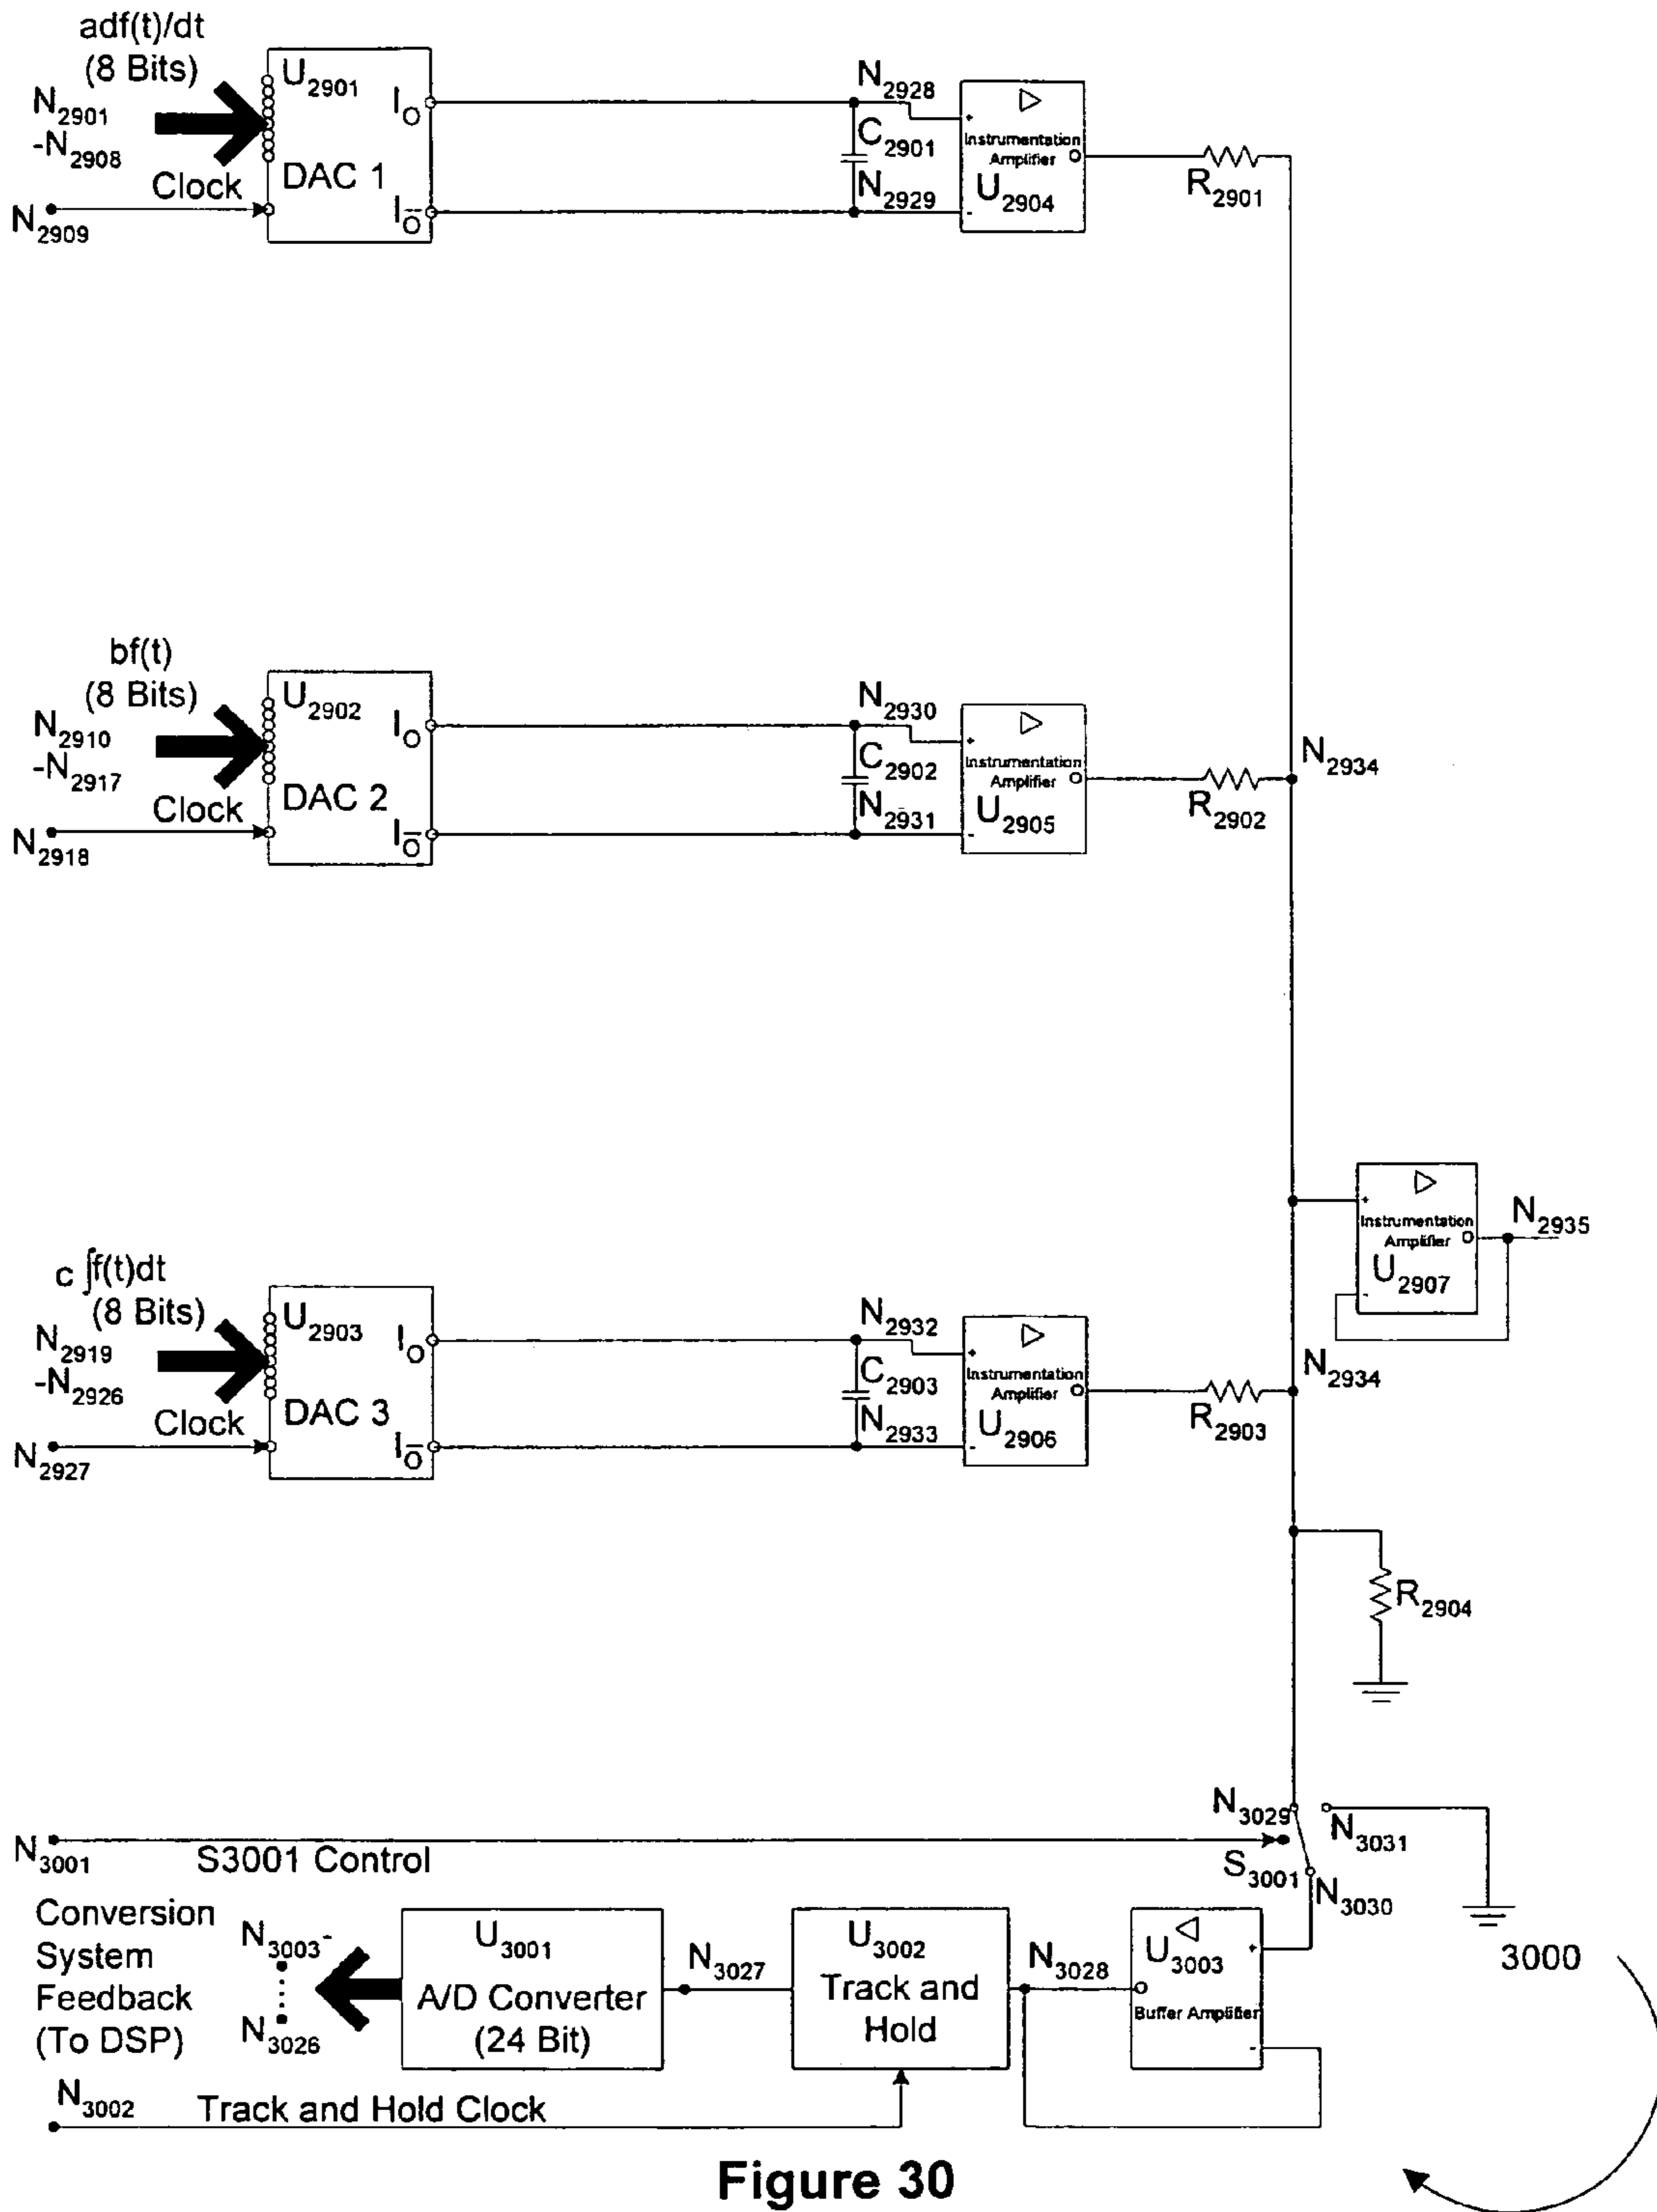 adf(t)/dt
(8 Bits)
N2901
-N2908
Clock
N2909
U2901
IO
DAC 1
IO
N2928
C2901
N2929
+
Instrumentation
Amplifier
O
U2904
-
R2901
bf(t)
(8 Bits)
N2910
-N2917
Clock
N2918
U2902
IO
DAC 2
IO
N2930
C2902
N2931
+
Instrumentation
Amplifier
O
U2905
-
R2902
N2934
+
Instrumentation
Amplifier
O
U2907
-
N2935
c ∫f(t)dt
(8 Bits)
N2919
-N2926
Clock
N2927
U2903
IO
DAC 3
IO
N2932
C2903
N2933
+
Instrumentation
Amplifier
O
U2906
-
R2903
N2934
R2904
N3029
N3031
N3001
S3001 Control
S3001
N3030
Conversion
System
Feedback
(To DSP)
N3003-
N3026
U3001
A/D Converter
(24 Bit)
N3027
U3002
Track and
Hold
N3028
U3003
+
Buffer Amplifier
-
3000
N3002
Track and Hold Clock
Figure 30